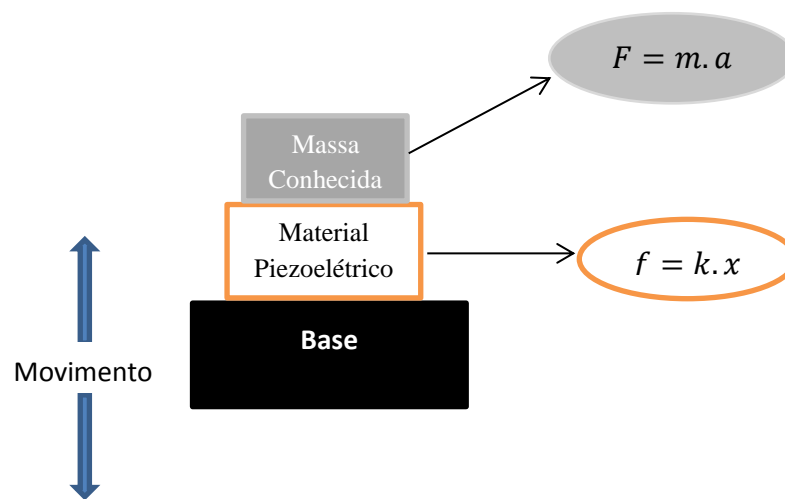 F = m.a
Massa
Conhecida
Material
Piezoelétrico
f = k.x
Base
Movimento